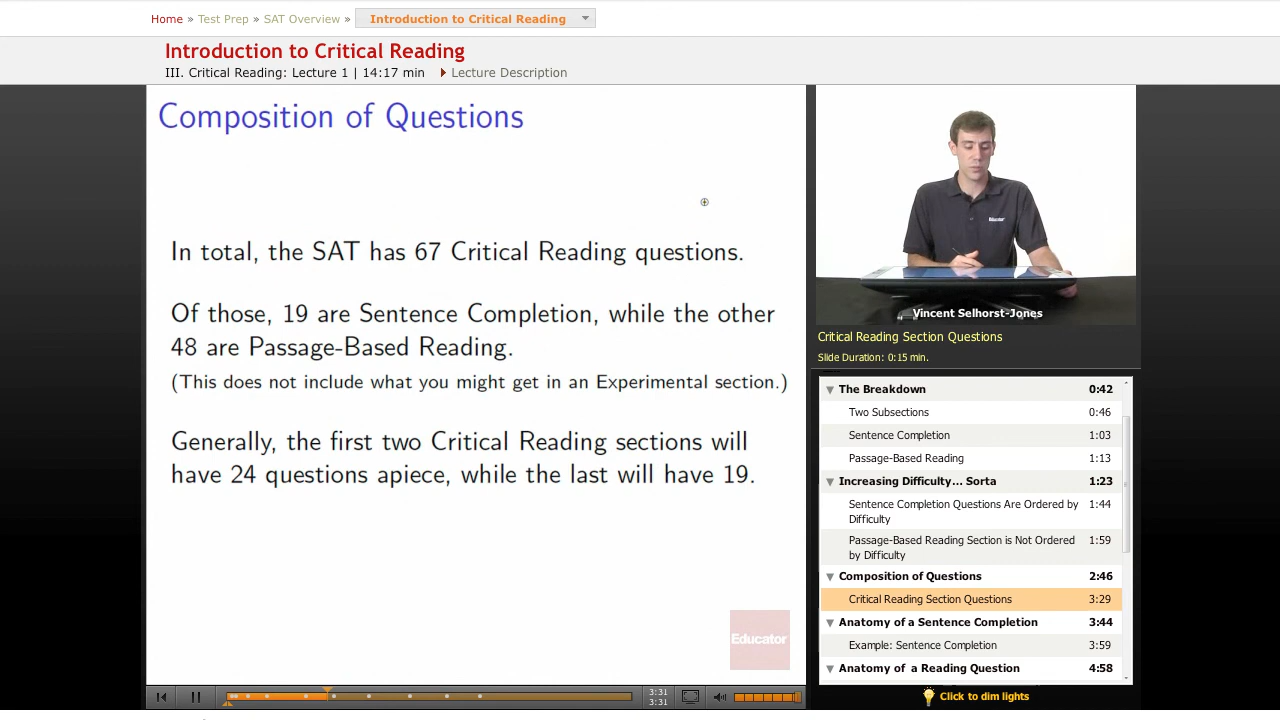 Home » Test Prep » SAT Overview » Introduction to Critical Reading
Introduction to Critical Reading
III. Critical Reading: Lecture 1 | 14:17 min Lecture Description
Composition of Questions
In total, the SAT has 67 Critical Reading questions.
Of those, 19 are Sentence Completion, while the other
48 are Passage-Based Reading.
(This does not include what you might get in an Experimental section.)
Generally, the first two Critical Reading sections will
have 24 questions apiece, while the last will have 19.
Educator
3:31
3:31
Educator
Vincent Selhorst-Jones
Critical Reading Section Questions
Slide Duration: 0:15 min.
The Breakdown 0:42
Two Subsections 0:46
Sentence Completion 1:03
Passage-Based Reading 1:13
Increasing Difficulty... Sorta 1:23
Sentence Completion Questions Are Ordered by 1:44
Difficulty
Passage-Based Reading Section is Not Ordered 1:59
by Difficulty
Composition of Questions 2:46
Critical Reading Section Questions 3:29
Anatomy of a Sentence Completion 3:44
Example: Sentence Completion 3:59
Anatomy of a Reading Question 4:58
Click to dim lights